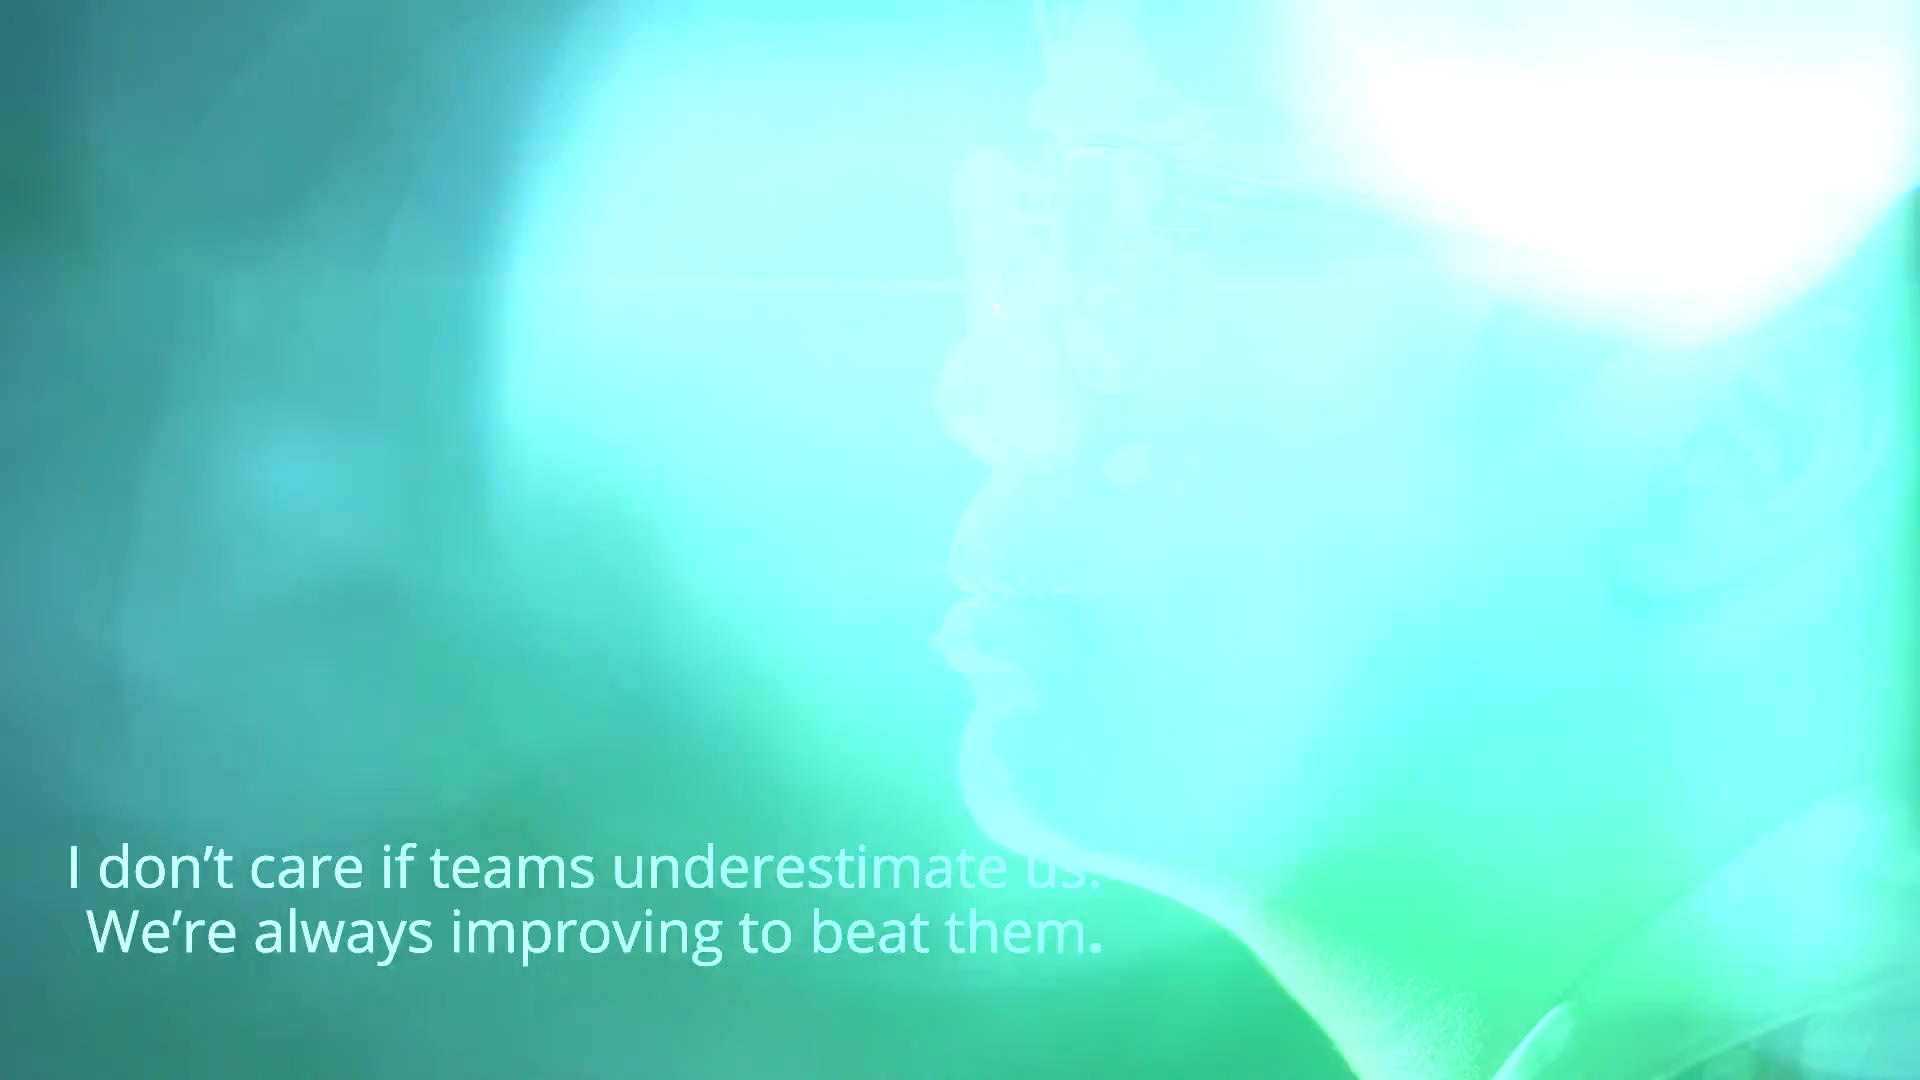 I don’t care if teams underestimate us.
We’re always improving to beat them.